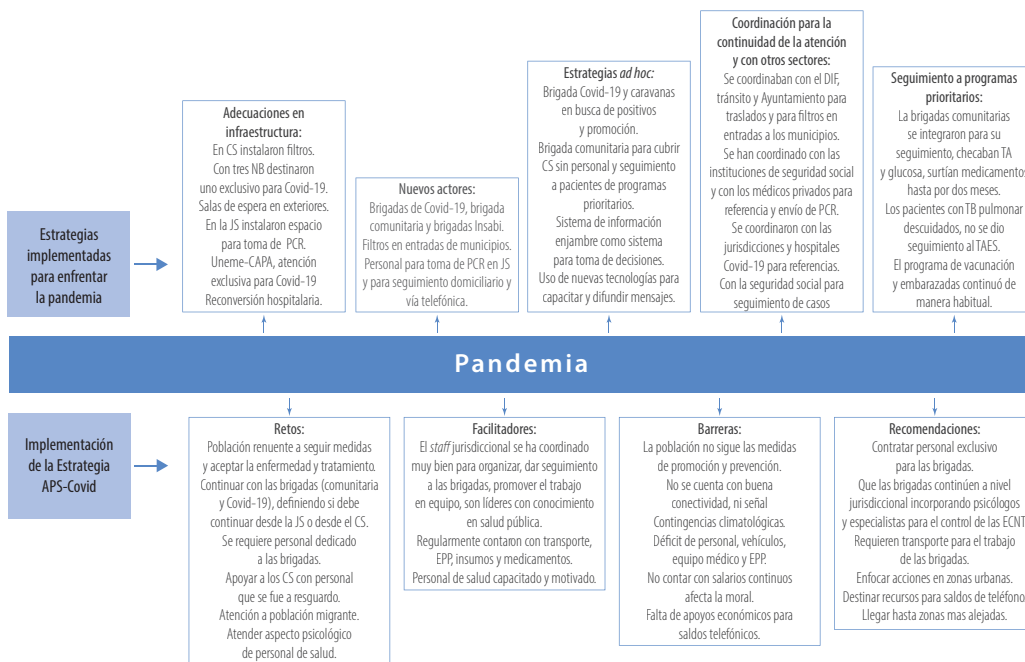 Estrategias
implementadas
para enfrentar
la pandemia
Adecuaciones en
infraestructura:
En CS instalaron filtros.
Con tres NB destinaron
uno exclusivo para Covid-19.
Salas de espera en exteriores.
En la JS instalaron espacio
para toma de PCR.
Uneme-CAPA, atención
exclusiva para Covid-19
Reconversión hospitalaria.
Nuevos actores:
Brigadas de Covid-19, brigada
comunitaria y brigadas Insabi.
Filtros en entradas de municipios.
Personal para toma de PCR en JS
y para seguimiento domiciliario y
vía telefónica.
Estrategias ad hoc:
Brigada Covid-19 y caravanas
en busca de positivos
y promoción.
Brigada comunitaria para cubrir
CS sin personal y seguimiento
a pacientes de programas
prioritarios.
Sistema de información
enjambre como sistema
para toma de decisiones.
Uso de nuevas tecnologías para
capacitar y difundir mensajes.
Coordinación para la
continuidad de la atención
y con otros sectores:
Se coordinaban con el DIF,
tránsito y Ayuntamiento para
traslados y para filtros en
entradas a los municipios.
Se han coordinado con las
instituciones de seguridad social
y con los médicos privados para
referencia y envío de PCR.
Se coordinaron con las
jurisdicciones y hospitales
Covid-19 para referencias.
Con la seguridad social para
seguimiento de casos
Seguimiento a programas
prioritarios:
La brigadas comunitarias
se integraron para su
seguimiento, checaban TA
y glucosa, surtían medicamentos
hasta por dos meses.
Los pacientes con TB pulmonar
descuidados, no se dio
seguimiento al TAES.
El programa de vacunación
y embarazadas continuó de
manera habitual.
Pandemia
Implementación
de la Estrategia
APS-Covid
Retos:
Población renuente a seguir medidas
y aceptar la enfermedad y tratamiento.
Continuar con las brigadas (comunitaria
y Covid-19), definiendo si debe
continuar desde la JS o desde el CS.
Se requiere personal dedicado
a las brigadas.
Apoyar a los CS con personal
que se fue a resguardo.
Atención a población migrante.
Atender aspecto psicológico
de personal de salud.
Facilitadores:
El staff jurisdiccional se ha coordinado
muy bien para organizar, dar seguimiento
a las brigadas, promover el trabajo
en equipo, son líderes con conocimiento
en salud pública.
Regularmente contaron con transporte,
EPP, insumos y medicamentos.
Personal de salud capacitado y motivado.
Barreras:
La población no sigue las medidas
de promoción y prevención.
No se cuenta con buena
conectividad, ni señal
Contingencias climatológicas.
Déficit de personal, vehículos,
equipo médico y EPP.
No contar con salarios continuos
afecta la moral.
Falta de apoyos económicos para
saldos telefónicos.
Recomendaciones:
Contratar personal exclusivo
para las brigadas.
Que las brigadas continúen a nivel
jurisdiccional incorporando psicólogos
y especialistas para el control de las ECNT.
Requieren transporte para el trabajo
de las brigadas.
Enfocar acciones en zonas urbanas.
Destinar recursos para saldos de teléfono.
Llegar hasta zonas mas alejadas.